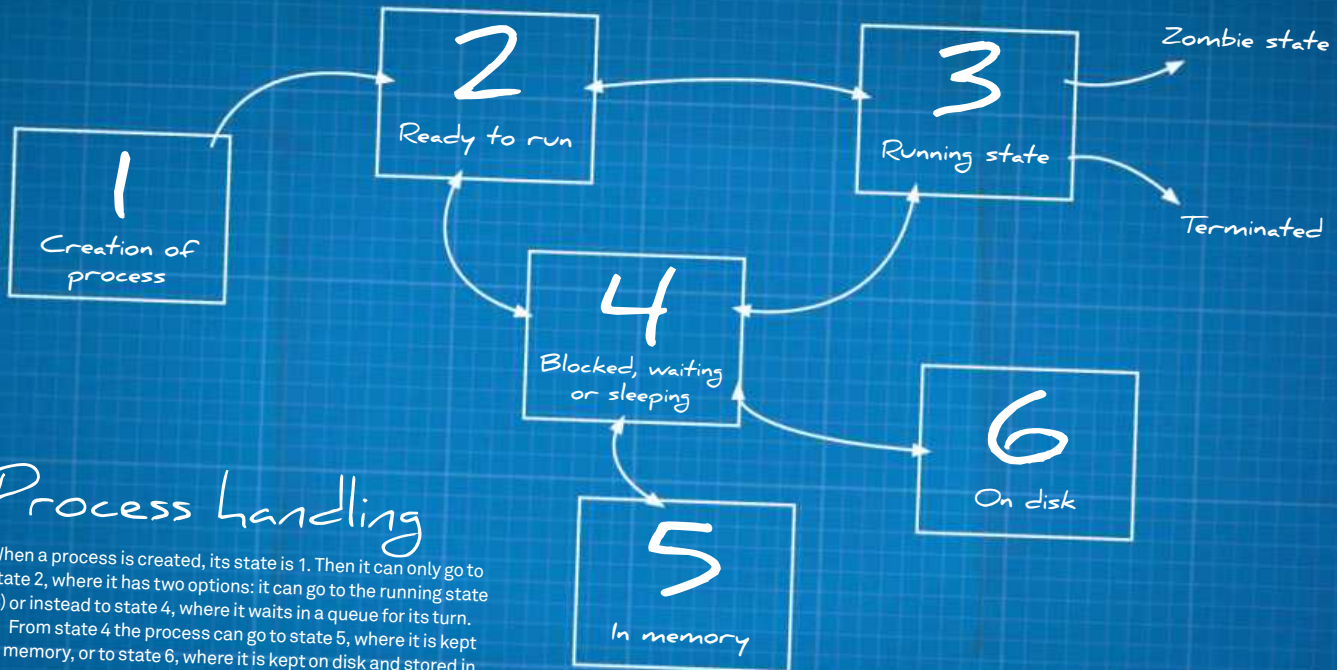 1
Creation of
process
2
Ready to run
3
Running state
Zombie state
Terminated
4
Blocked, waiting
or sleeping
5
In memory
6
On disk
Process handling
When a process is created, its state is 1. Then it can only go to
state 2, where it has two options: it can go to the running state
) or instead to state 4, where it waits in a queue for its turn.
From state 4 the process can go to state 5, where it is kept
memory, or to state 6, where it is kept on disk and stored in